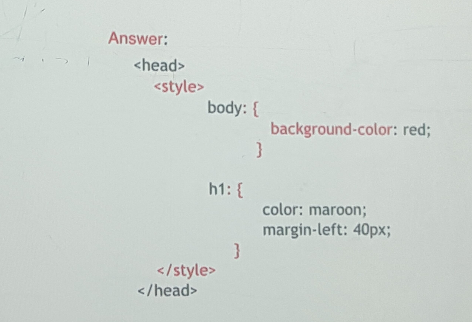 Answer:
<head>
<style>
body: {
background-color: red;
}
h1: {
color: maroon;
margin-left: 40px;
}
</style>
</head>